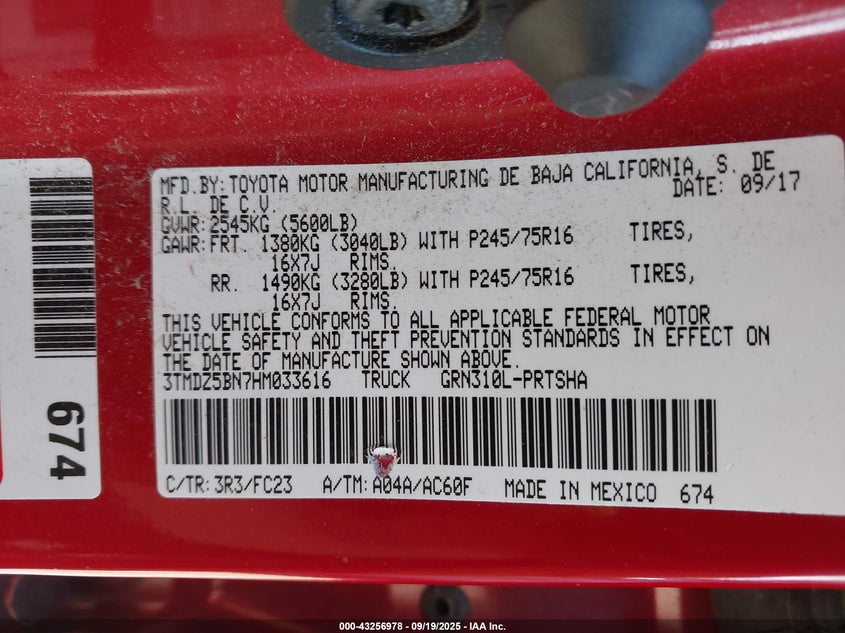 MFD.BY:TOYOTA MOTOR MANUFACTURING DE BAJA CALIFORNIA, S. DE
R.L. DE C.V. DATE: 09/17
GVWR:2545KG (5600LB)
GAWR:FRT. 1380KG (3040LB) WITH P245/75R16 TIRES,
16X7J RIMS.
RR. 1490KG (3280LB) WITH P245/75R16 TIRES,
16X7J RIMS.
THIS VEHICLE CONFORMS TO ALL APPLICABLE FEDERAL MOTOR
VEHICLE SAFETY AND THEFT PREVENTION STANDARDS IN EFFECT ON
THE DATE OF MANUFACTURE SHOWN ABOVE.
3TMDZ5BN7HM033616 TRUCK GRN310L-PRTSHA
C/TR:3R3/FC23 A/TM:A04A/AC60F MADE IN MEXICO 674
674
000-43256978 - 09/19/2025 - IAA Inc.